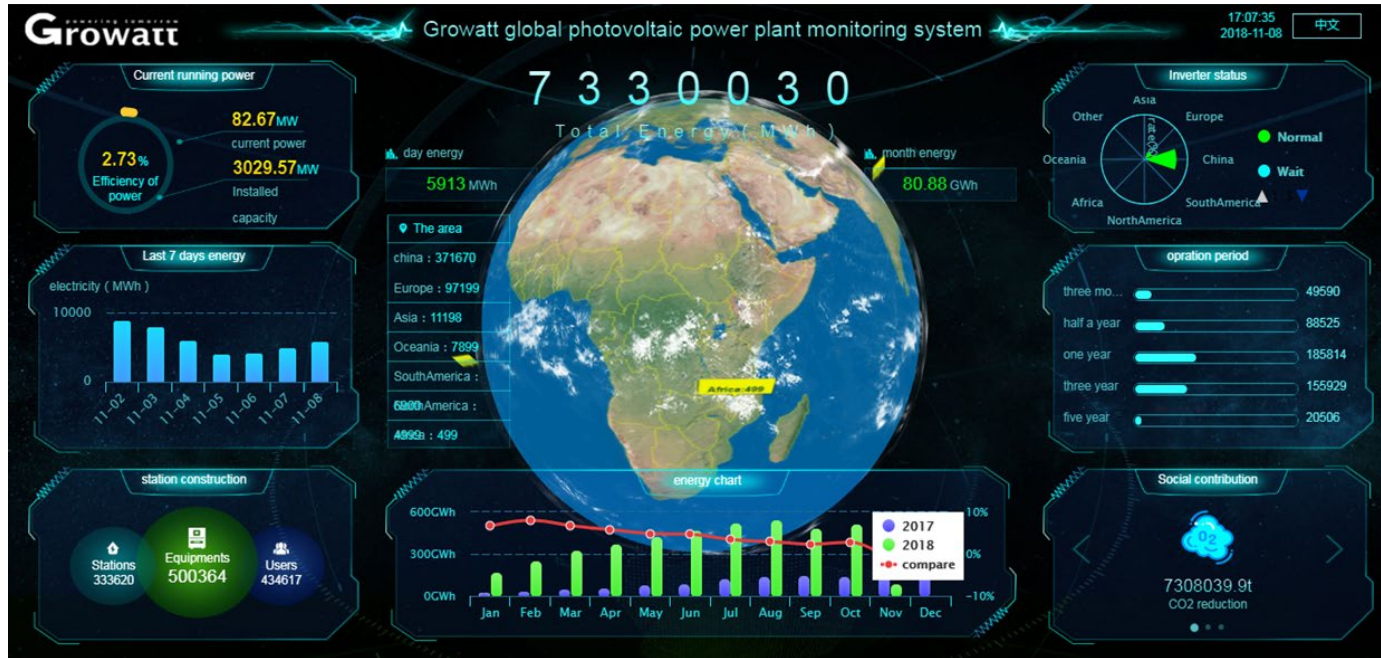 powering tomorrow
Growatt
Growatt global photovoltaic power plant monitoring system
17:07:35
2018-11-08
中文
Current running power
2.73%
Efficiency of
power
82.67MW
current power
3029.57MW
Installed
capacity
7330030
Total Energy ( MWh )
day energy
5913 MWh
month energy
80.88 GWh
Inverter status
Asia
Other
Europe
Oceania
China
Africa
SouthAmerica
NorthAmerica
Normal
Wait
The area
china : 371670
Europe : 97199
Asia : 11198
Oceania : 7899
SouthAmerica :
America :
: 499
Africa:499
Last 7 days energy
electricity ( MWh )
10000
0
11-02
11-03
11-04
11-05
11-06
11-07
11-08
opration period
three mo...
49590
half a year
88525
one year
185814
three year
155929
five year
20506
station construction
Stations
333620
Equipments
500364
Users
434617
energy chart
600GWh
300GWh
0GWh
10%
0%
-10%
2017
2018
compare
Jan
Feb
Mar
Apr
May
Jun
Jul
Aug
Sep
Oct
Nov
Dec
Social contribution
O2
7308039.9t
CO2 reduction